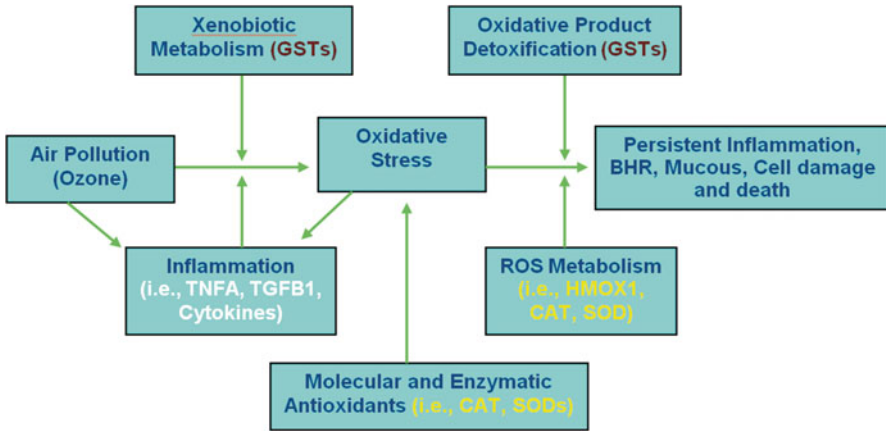 Xenobiotic
Metabolism (GSTs)
Oxidative Product
Detoxification (GSTs)
Air Pollution
(Ozone)
Oxidative
Stress
Persistent Inflammation,
BHR, Mucous, Cell damage
and death
Inflammation
(i.e., TNFA, TGFB1,
Cytokines)
ROS Metabolism
(i.e., HMOX1,
CAT, SOD)
Molecular and Enzymatic
Antioxidants (i.e., CAT, SODs)